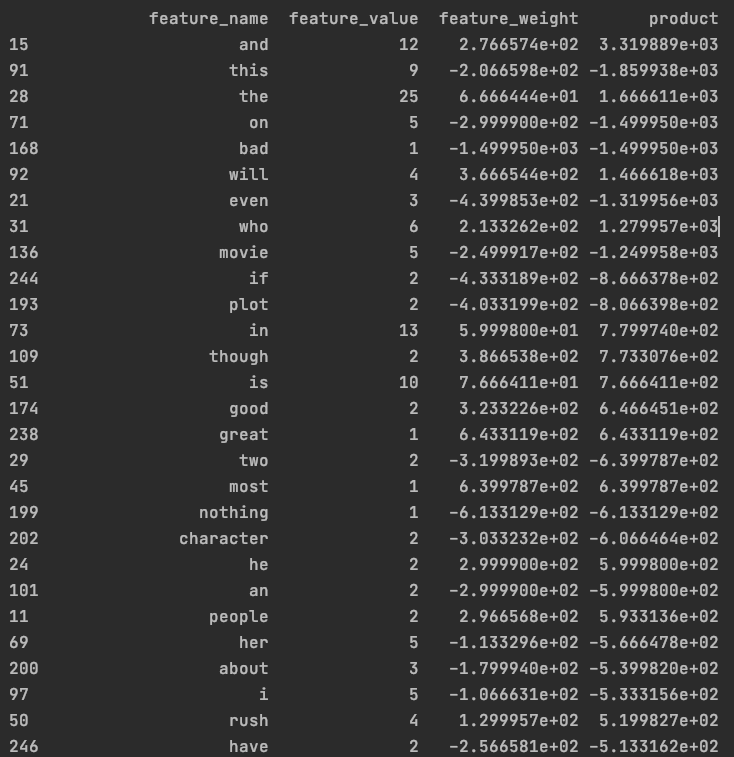 feature_name feature_value feature_weight product
15 and 12 2.766574e+02 3.319889e+03
91 this 9 -2.066598e+02 -1.859938e+03
28 the 25 6.666444e+01 1.666611e+03
71 on 5 -2.999900e+02 -1.499950e+03
168 bad 1 -1.499950e+03 -1.499950e+03
92 will 4 3.666544e+02 1.466618e+03
21 even 3 -4.399853e+02 -1.319956e+03
31 who 6 2.133262e+02 1.279957e+03
136 movie 5 -2.499917e+02 -1.249958e+03
244 if 2 -4.333189e+02 -8.666378e+02
193 plot 2 -4.033199e+02 -8.066398e+02
73 in 13 5.999800e+01 7.799740e+02
109 though 2 3.866538e+02 7.733076e+02
51 is 10 7.666411e+01 7.666411e+02
174 good 2 3.233226e+02 6.466451e+02
238 great 1 6.433119e+02 6.433119e+02
29 two 2 -3.199893e+02 -6.399787e+02
45 most 1 6.399787e+02 6.399787e+02
199 nothing 1 -6.133129e+02 -6.133129e+02
202 character 2 -3.033232e+02 -6.066464e+02
24 he 2 2.999900e+02 5.999800e+02
101 an 2 -2.999900e+02 -5.999800e+02
11 people 2 2.966568e+02 5.933136e+02
69 her 5 -1.133296e+02 -5.666478e+02
200 about 3 -1.799940e+02 -5.399820e+02
97 i 5 -1.066631e+02 -5.333156e+02
50 rush 4 1.299957e+02 5.199827e+02
246 have 2 -2.566581e+02 -5.133162e+02